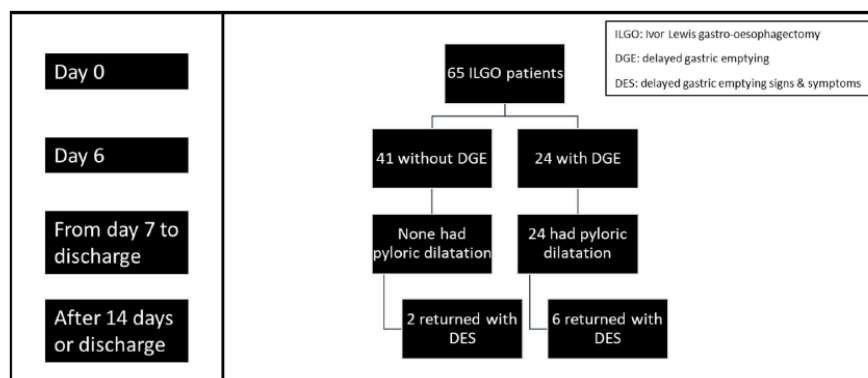 Day 0
Day 6
From day 7 to
discharge
After 14 days
or discharge
ILGO: Ivor Lewis gastro-oesophagectomy
DGE: delayed gastric emptying
DES: delayed gastric emptying signs & symptoms
65 ILGO
patients
41 without DGE
24 with DGE
None had
pyloric dilatation
24 had pyloric
dilatation
2 returned with
DES
6 returned with
DES